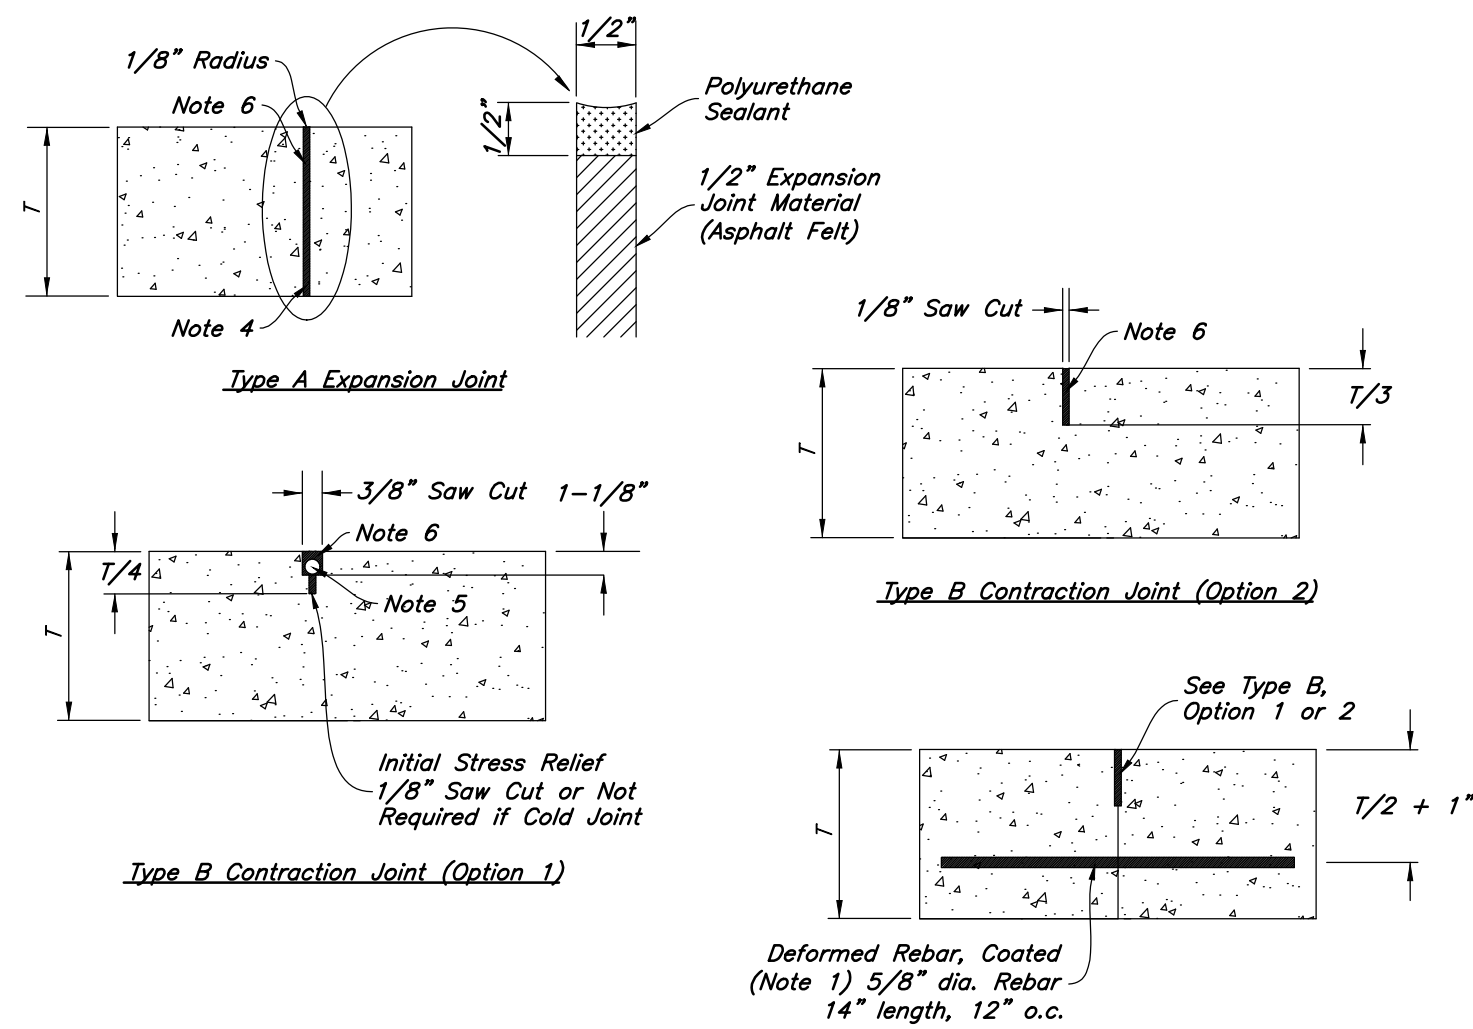 1/8” Radius
Note 6
T
Note 4
1/2”
1/2”
Polyurethane
Sealant
1/2” Expansion
Joint Material
(Asphalt Felt)
Type A Expansion Joint
1/8” Saw Cut
Note 6
T/3
T
Type B Contraction Joint (Option 2)
3/8” Saw Cut
1-1/8”
Note 6
T/4
Note 5
T
Initial Stress Relief
1/8” Saw Cut or Not
Required if Cold Joint
Type B Contraction Joint (Option 1)
See Type B,
Option 1 or 2
T/2 + 1”
T
Deformed Rebar, Coated
(Note 1) 5/8” dia. Rebar
14” length, 12” o.c.